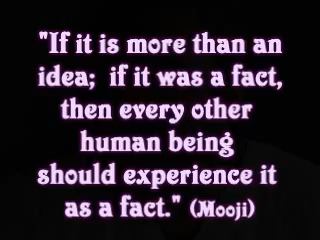 "If it is more than an
idea;  if it was a fact,
then every other
human being
should experience it
as a fact." (Mooji)